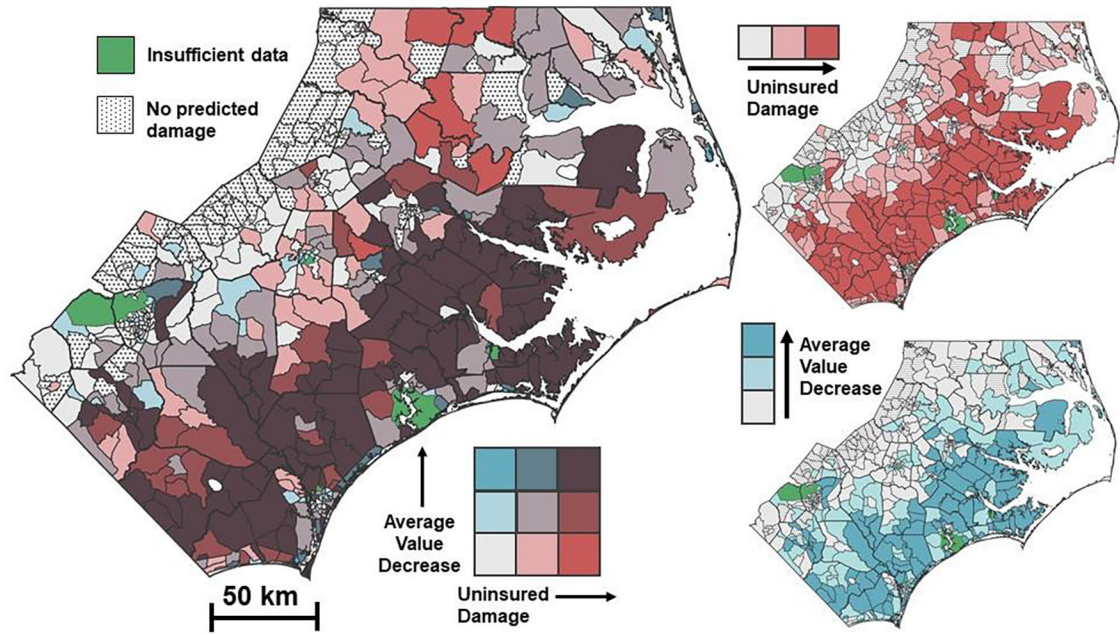 Insufficient data
No predicted
damage
Average
Value
Decrease
Uninsured
Damage
50 km
Uninsured
Damage
Average
Value
Decrease